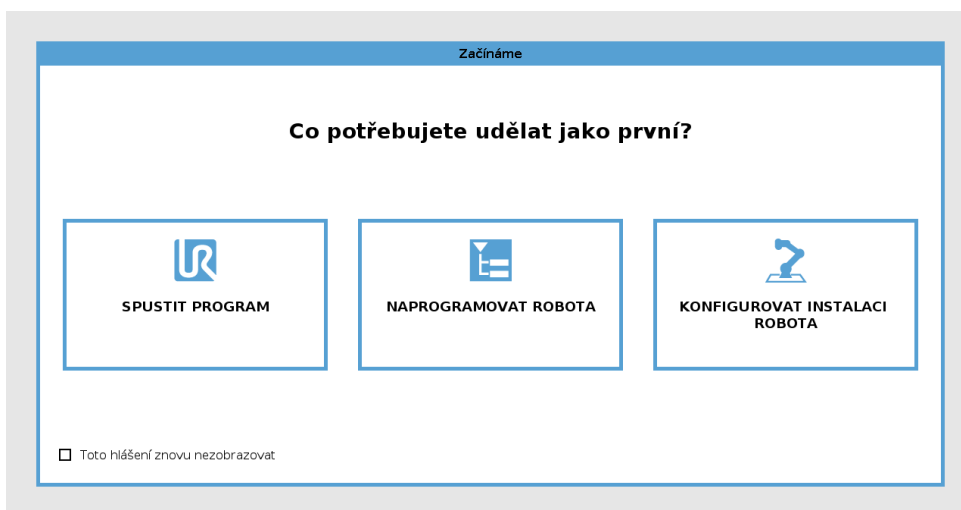 Začínáme
Co potřebujete udělat jako první?
SPUSTIT PROGRAM
NAPROGRAMOVAT ROBOTA
KONFIGUROVAT INSTALACI
ROBOTA
Toto hlášení znovu nezobrazovat